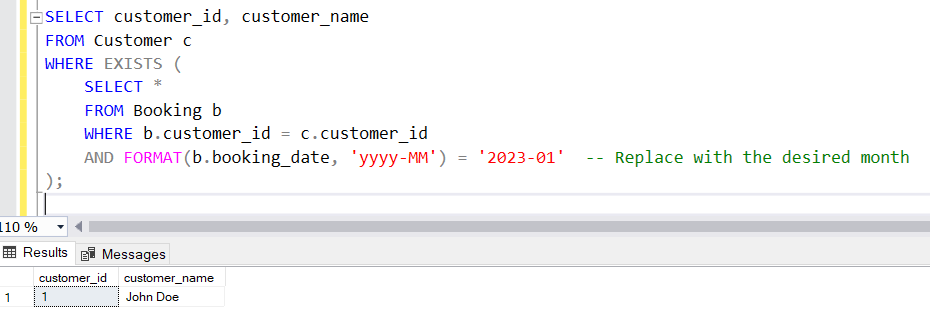 SELECT customer_id, customer_name
FROM Customer c
WHERE EXISTS (
    SELECT *
    FROM Booking b
    WHERE b.customer_id = c.customer_id
    AND FORMAT(b.booking_date, 'yyyy-MM') = '2023-01'  -- Replace with the desired month
);
110 %
Results Messages
customer_id customer_name
1 1 John Doe